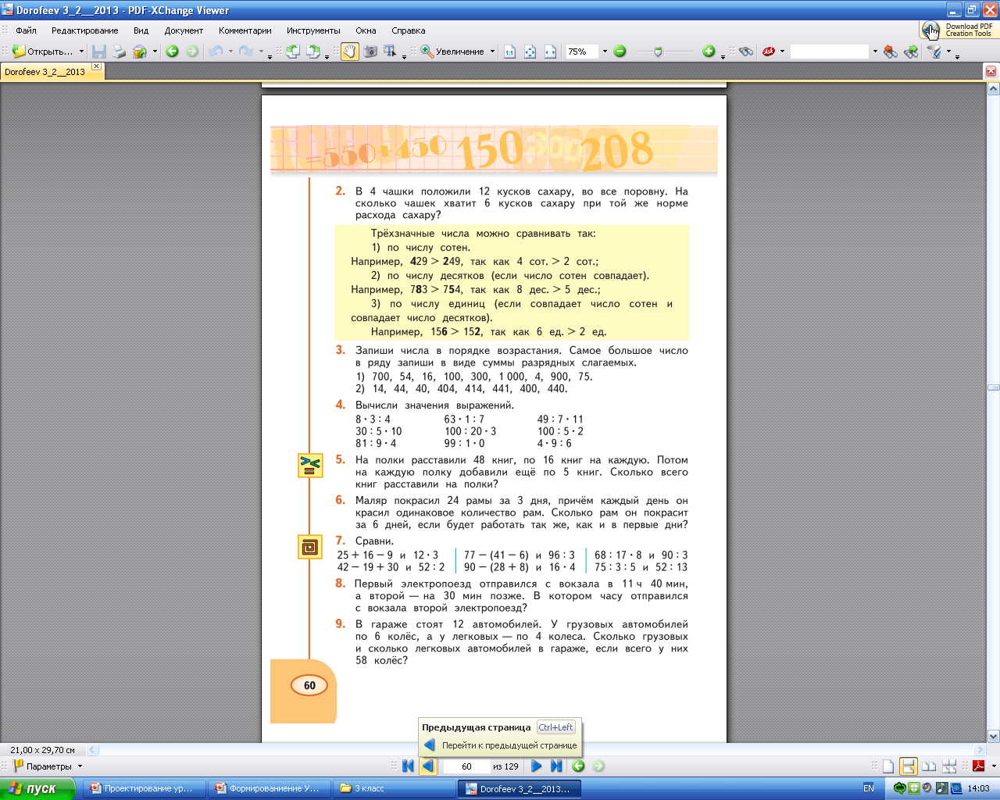 Dorofeev 3_2__2013 - PDF-XChange Viewer
Файл Редактирование Вид Документ Комментарии Инструменты Окна Справка
Download PDF
Creation Tools
Открыть... Увеличение 75%
Dorofeev 3_2__2013
=550+450 150 300 208
2. В 4 чашки положили 12 кусков сахару, во все поровну. На
сколько чашек хватит 6 кусков сахару при той же норме
расхода сахару?
Трёхзначные числа можно сравнивать так:
1) по числу сотен.
Например, 429 > 249, так как 4 сот. > 2 сот.;
2) по числу десятков (если число сотен совпадает).
Например, 783 > 754, так как 8 дес. > 5 дес.;
3) по числу единиц (если совпадает число сотен и
совпадает число десятков).
Например, 156 > 152, так как 6 ед. > 2 ед.
3. Запиши числа в порядке возрастания. Самое большое число
в ряду запиши в виде суммы разрядных слагаемых.
1) 700, 54, 16, 100, 300, 1 000, 4, 900, 75.
2) 14, 44, 40, 404, 414, 441, 400, 440.
4. Вычисли значения выражений.
8 · 3 : 4 63 · 1 : 7 49 : 7 · 11
30 : 5 · 10 100 : 20 · 3 100 : 5 · 2
81 : 9 · 4 99 : 1 · 0 4 · 9 : 6
5. На полки расставили 48 книг, по 16 книг на каждую. Потом
на каждую полку добавили ещё по 5 книг. Сколько всего
книг расставили на полки?
6. Маляр покрасил 24 рамы за 3 дня, причём каждый день он
красил одинаковое количество рам. Сколько рам он покрасит
за 6 дней, если будет работать так же, как и в первые дни?
7. Сравни.
25 + 16 − 9 и 12 · 3 77 − (41 − 6) и 96 : 3 68 : 17 · 8 и 90 : 3
42 − 19 + 30 и 52 : 2 90 − (28 + 8) и 16 · 4 75 : 3 : 5 и 52 : 13
8. Первый электропоезд отправился с вокзала в 11 ч 40 мин,
а второй — на 30 мин позже. В котором часу отправился
с вокзала второй электропоезд?
9. В гараже стоят 12 автомобилей. У грузовых автомобилей
по 6 колёс, а у легковых — по 4 колеса. Сколько грузовых
и сколько легковых автомобилей в гараже, если всего у них
58 колёс?
60
Предыдущая страница Ctrl+Left
Перейти к предыдущей странице
21,00 x 29,70 см
Параметры 60 из 129
пуск Проектирование ур... Формированиение У... 3 класс Dorofeev 3_2__2013... EN 14:03